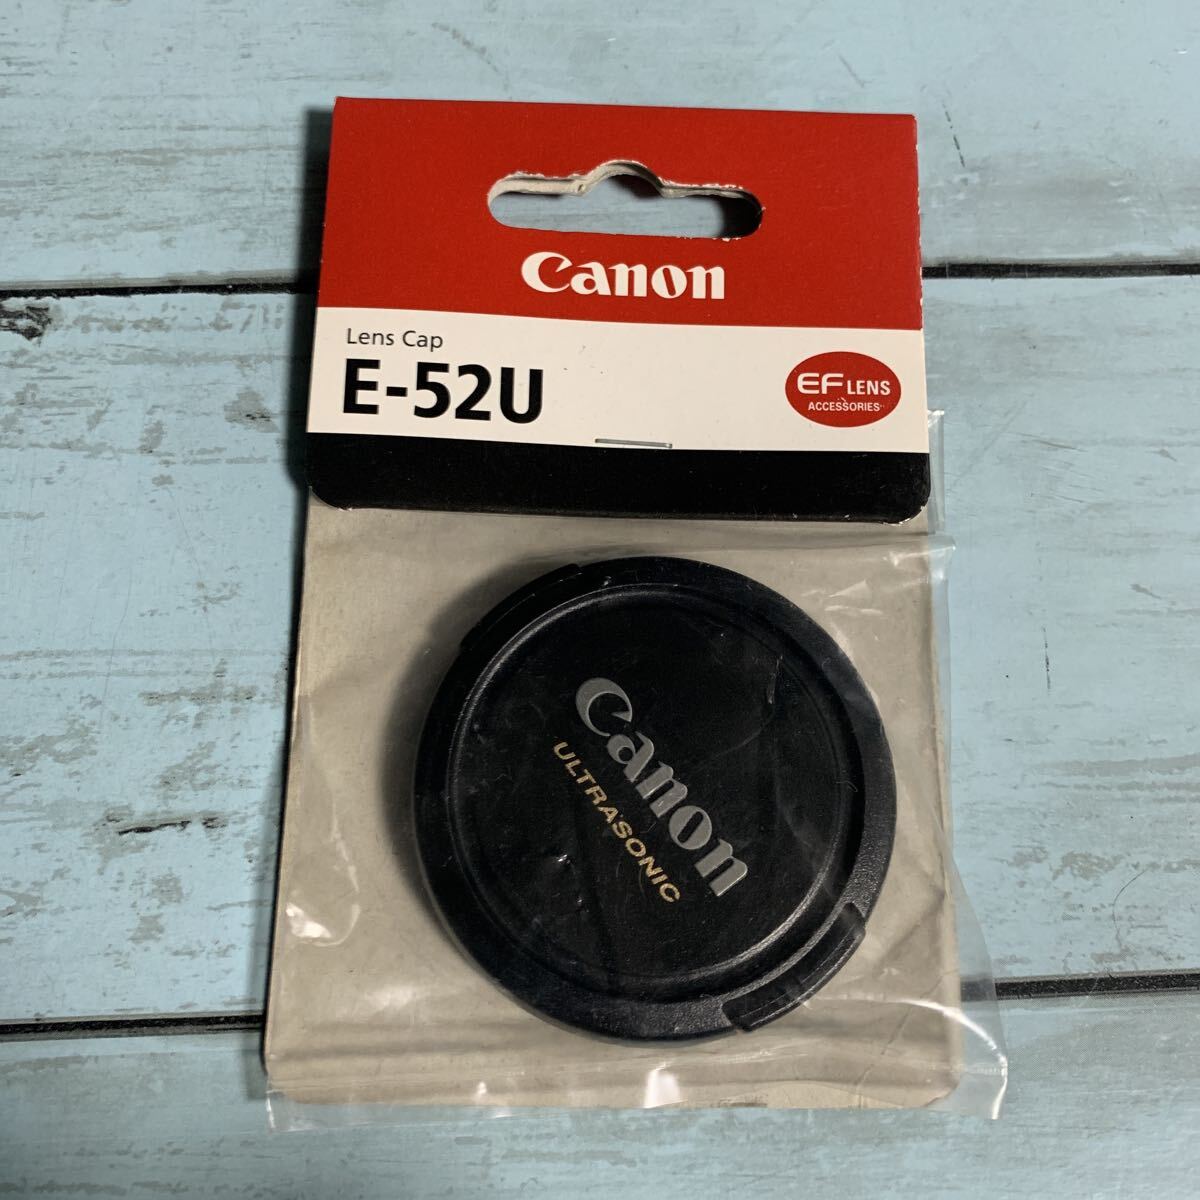 Canon
Lens Cap
E-52U
EF LENS
ACCESSORIES
Canon
ULTRASONIC